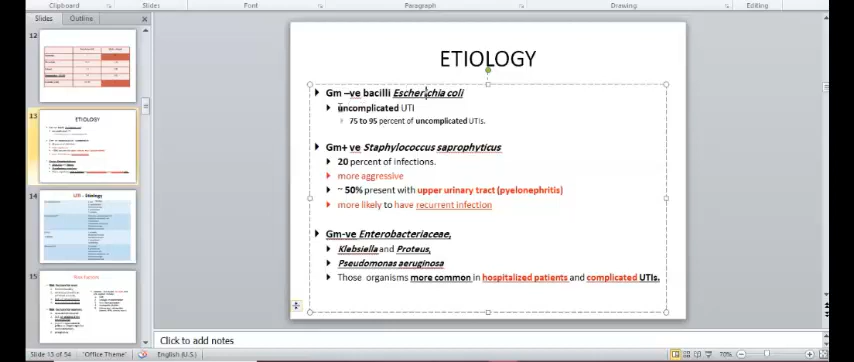 Clipboard
Slides
Font
Paragraph
Drawing
Editing
Slides
Outline
12
13
14
UTI - Etiology
15
Risk Factors
ETIOLOGY
Gm –ve bacilli Escherichia coli
uncomplicated UTI
75 to 95 percent of uncomplicated UTIs.
Gm+ ve Staphylococcus saprophyticus
20 percent of infections.
more aggressive
~ 50% present with upper urinary tract (pyelonephritis)
more likely to have recurrent infection
Gm-ve Enterobacteriaceae,
Klebsiella and Proteus,
Pseudomonas aeruginosa
Those organisms more common in hospitalized patients and complicated UTIs.
Click to add notes
Slide 13 of 54
"Office Theme"
English (U.S.)
70%